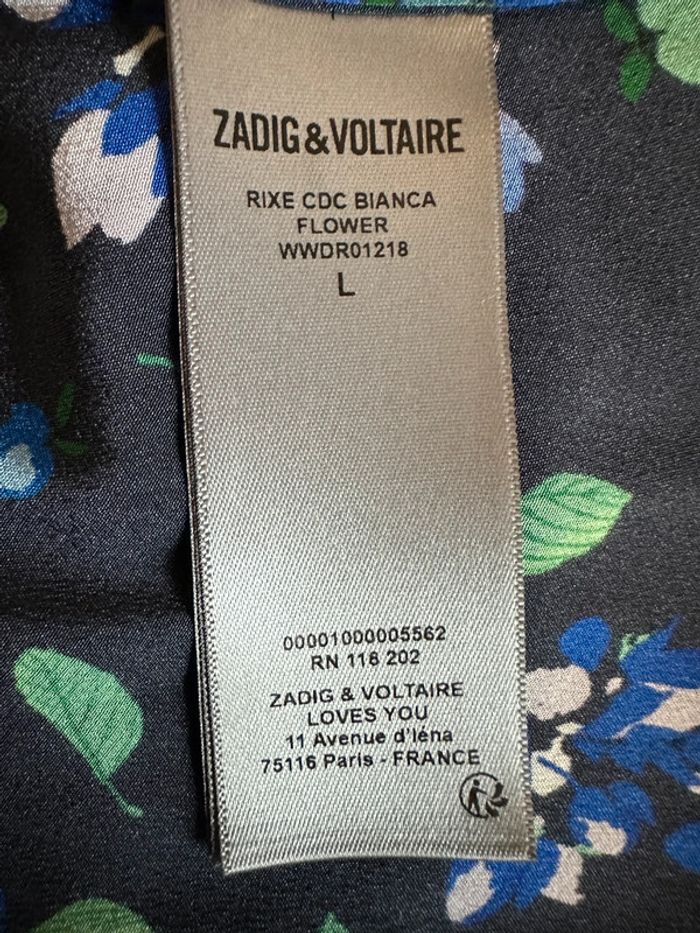 ZADIG&VOLTAIRE
RIXE CDC BIANCA
FLOWER
WWDR01218
L
00001000005562
RN 116 202
ZADIG & VOLTAIRE
LOVES YOU
11 Avenue d'Iéna
75116 Paris - FRANCE